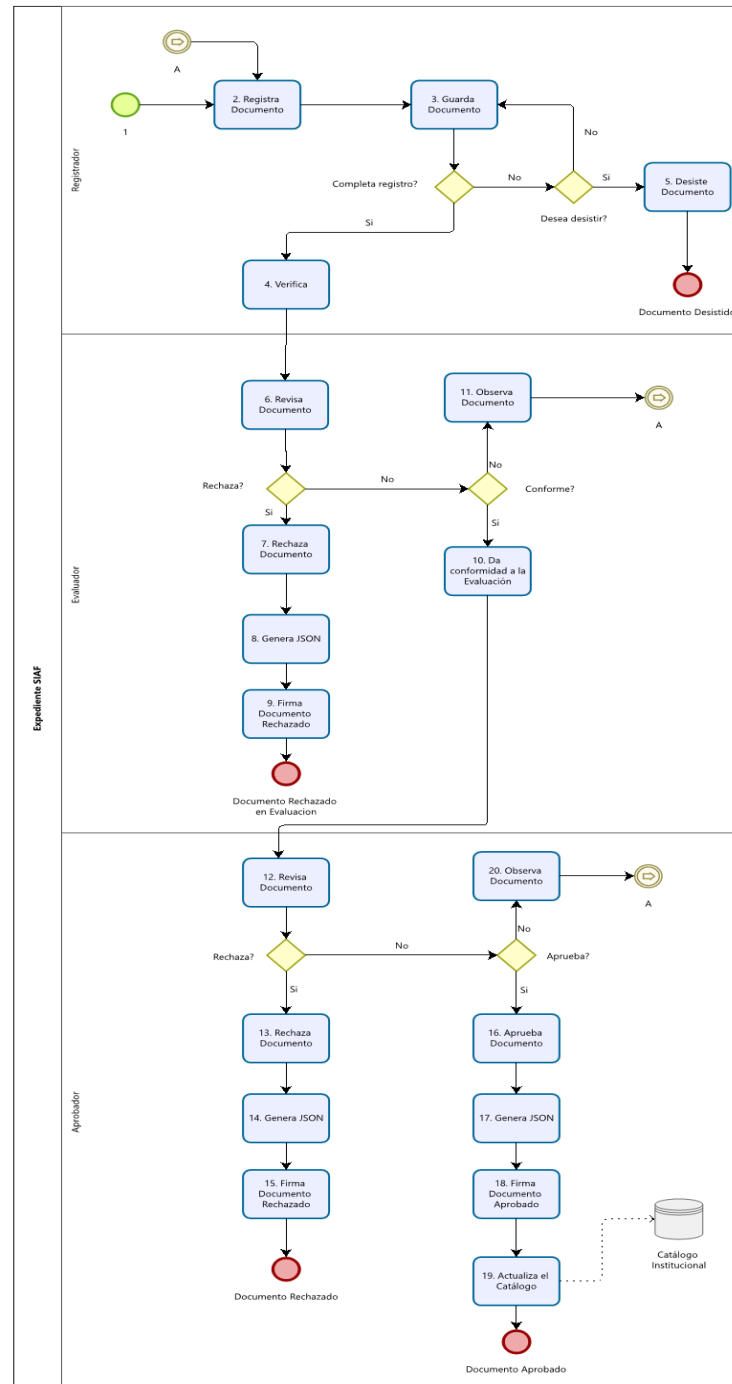 Expediente SIAF
Registrador
A
1
2. Registra
Documento
3. Guarda
Documento
No
Completa registro?
No
Si
5. Desiste
Documento
Desea desistir?
Si
4. Verifica
Documento Desistido
Evaluador
6. Revisa
Documento
11. Observa
Documento
A
No
Rechaza?
No
Conforme?
Si
Si
7. Rechaza
Documento
10. Da
conformidad a la
Evaluación
8. Genera JSON
9. Firma
Documento
Rechazado
Documento Rechazado
en Evaluacion
Aprobador
12. Revisa
Documento
20. Observa
Documento
A
No
Rechaza?
No
Aprueba?
Si
Si
13. Rechaza
Documento
16. Aprueba
Documento
14. Genera JSON
17. Genera JSON
15. Firma
Documento
Rechazado
18. Firma
Documento
Aprobado
Catálogo
Institucional
19. Actualiza el
Catálogo
Documento Rechazado
Documento Aprobado